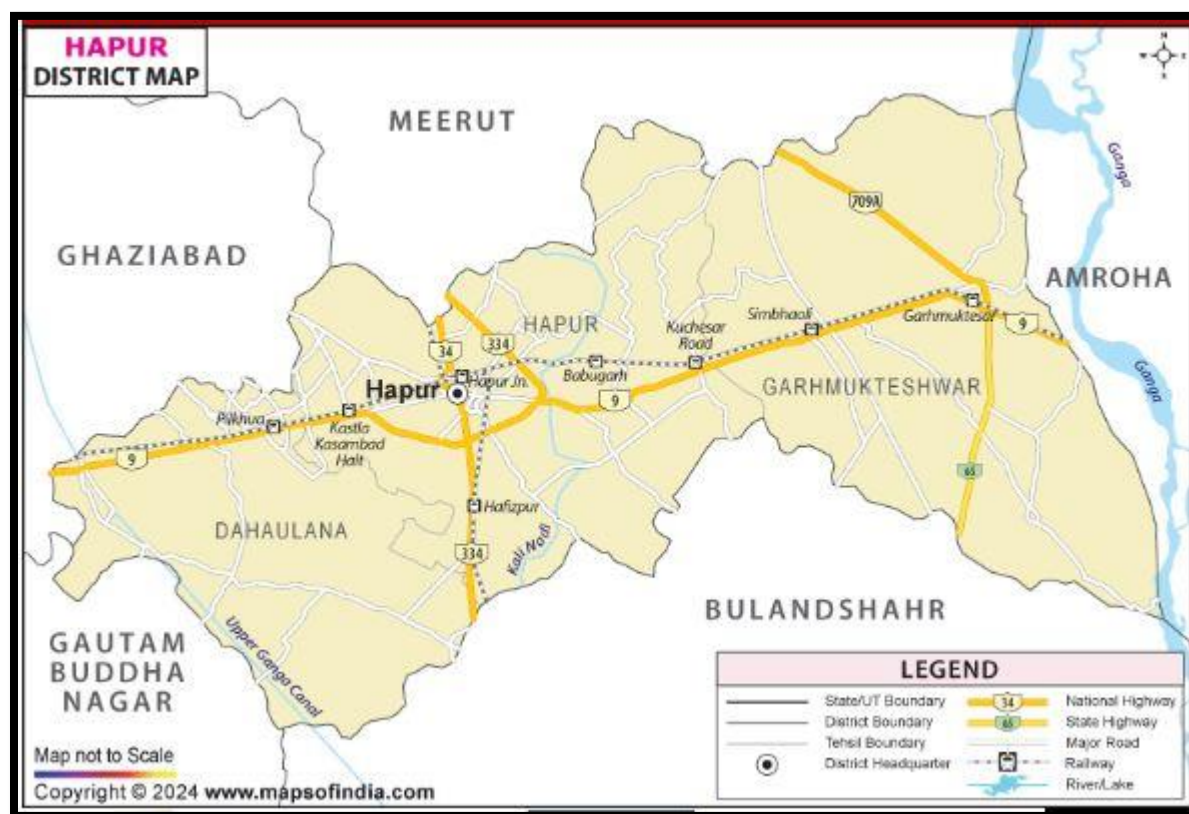 HAPUR
DISTRICT MAP
MEERUT
GHAZIABAD
AMROHA
Ganga
709A
HAPUR
34
334
Kuchesar
Road
Simbhaoli
Garhmuktesar
9
Hapur Jn.
Babugarh
Hapur
GARHMUKTESHWAR
9
Ganga
Pilkhua
Kastla
Kasambad
Halt
9
65
Hafizpur
DAHAULANA
334
Kali Nadi
BULANDSHAHR
GAUTAM
BUDDHA
NAGAR
Upper Ganga Canal
LEGEND
State/UT Boundary
34
National Highway
District Boundary
65
State Highway
Tehsil Boundary
Major Road
District Headquarter
Railway
River/Lake
Map not to Scale
Copyright © 2024 www.mapsofindia.com
N
W
E
S